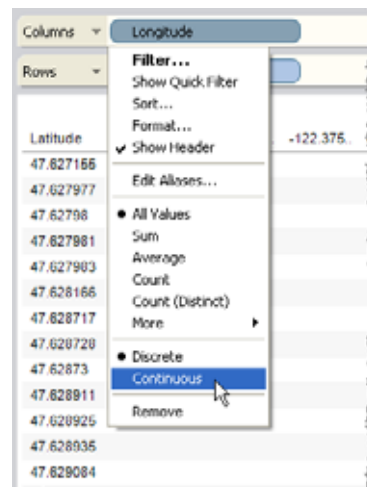 Columns Longitude
Rows
Filter...
Show Quick Filter
Sort...
Format...
Show Header
Edit Aliases...
All Values
Sum
Average
Count
Count (Distinct)
More
Discrete
Continuous
Remove
-122.375..
Latitude
47.627156
47.627977
47.62798
47.627981
47.627983
47.628166
47.628717
47.628728
47.62873
47.628911
47.628925
47.628935
47.629084